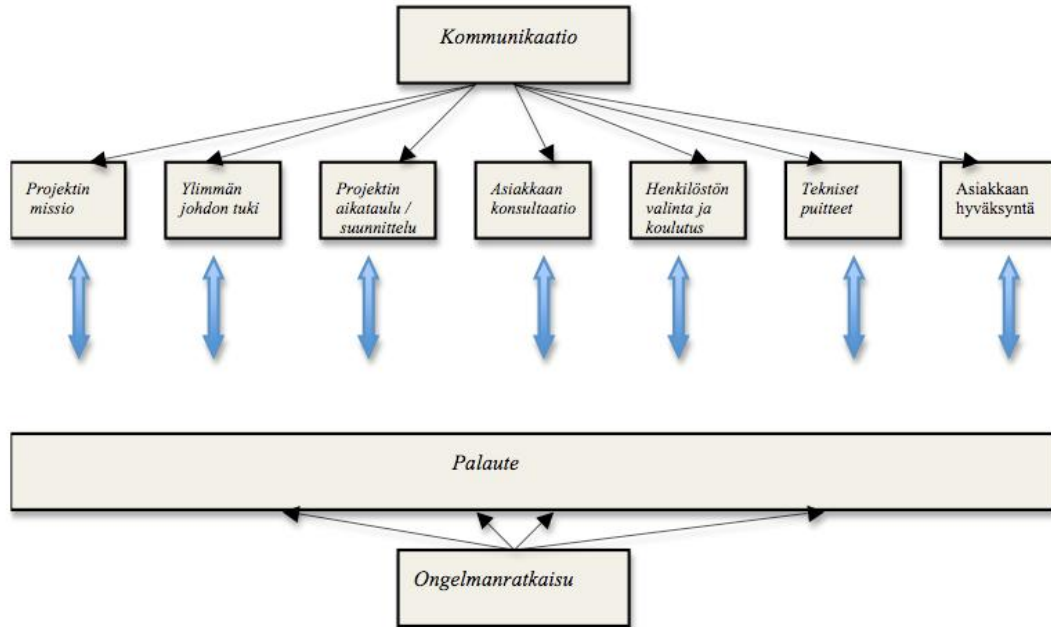 Kommunikaatio
Projektin
missio
Ylimmän
johdon tuki
Projektin
aikataulu /
suunnittelu
Asiakkaan
konsultaatio
Henkilöstön
valinta ja
koulutus
Tekniset
puitteet
Asiakkaan
hyväksyntä
Palaute
Ongelmanratkaisu